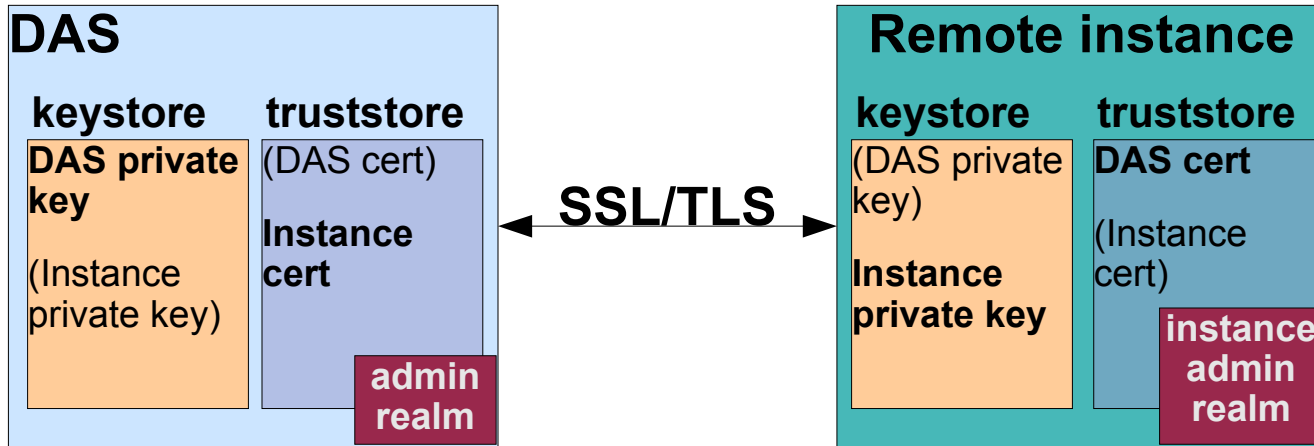 DAS
keystore
truststore
DAS private
key
(Instance
private key)
(DAS cert)
Instance
cert
admin
realm
SSL/TLS
Remote instance
keystore
truststore
(DAS private
key)
Instance
private key
DAS cert
(Instance
cert)
instance
admin
realm